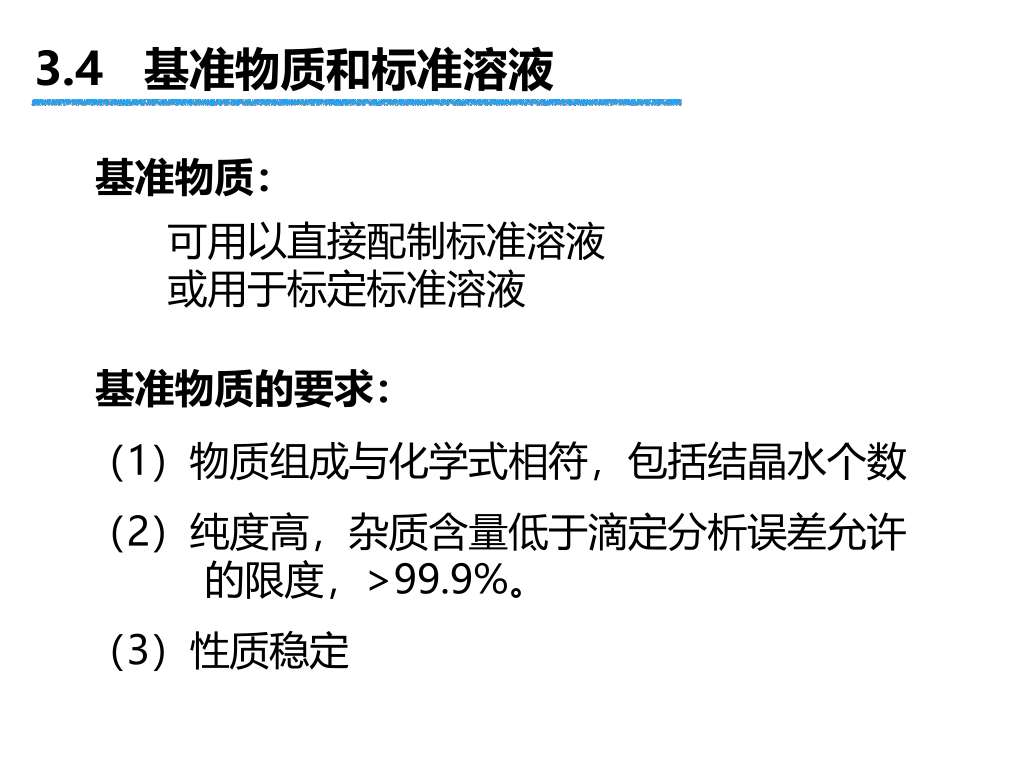 3.4 基准物质和标准溶液
基准物质：
可用以直接配制标准溶液
或用于标定标准溶液
基准物质的要求：
（1）物质组成与化学式相符，包括结晶水个数
（2）纯度高，杂质含量低于滴定分析误差允许
的限度，>99.9%。
（3）性质稳定